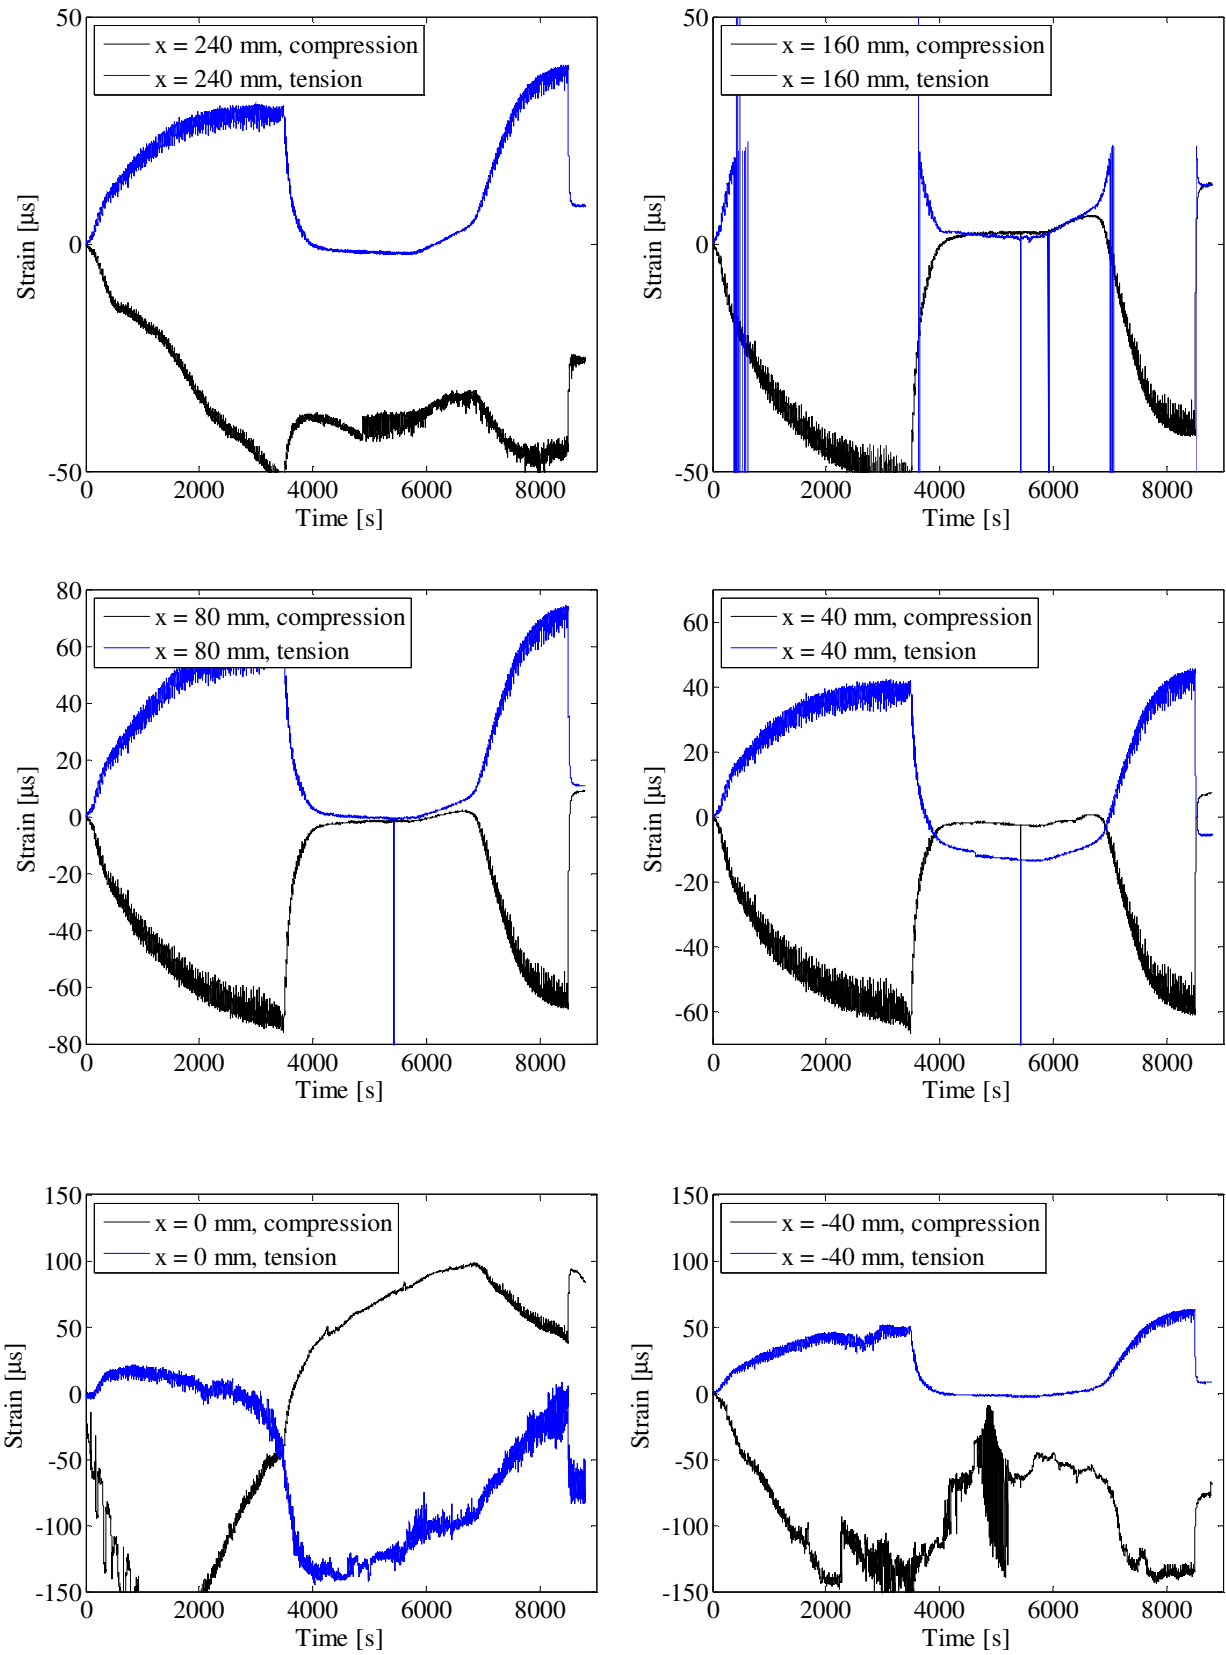 x = 240 mm, compression
x = 240 mm, tension
50
0
-50
Strain [μs]
0 2000 4000 6000 8000
Time [s]
x = 160 mm, compression
x = 160 mm, tension
50
0
-50
Strain [μs]
0 2000 4000 6000 8000
Time [s]
x = 80 mm, compression
x = 80 mm, tension
80
60
40
20
0
-20
-40
-60
-80
Strain [μs]
0 2000 4000 6000 8000
Time [s]
x = 40 mm, compression
x = 40 mm, tension
60
40
20
0
-20
-40
-60
Strain [μs]
0 2000 4000 6000 8000
Time [s]
x = 0 mm, compression
x = 0 mm, tension
150
100
50
0
-50
-100
-150
Strain [μs]
0 2000 4000 6000 8000
Time [s]
x = -40 mm, compression
x = -40 mm, tension
150
100
50
0
-50
-100
-150
Strain [μs]
0 2000 4000 6000 8000
Time [s]